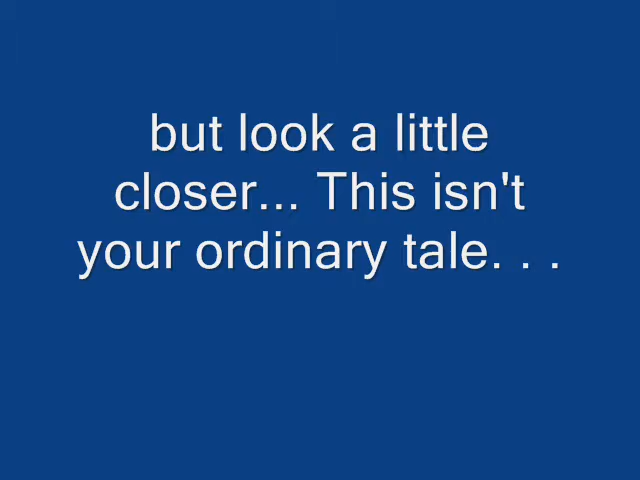 but look a little
closer... This isn't
your ordinary tale. . .